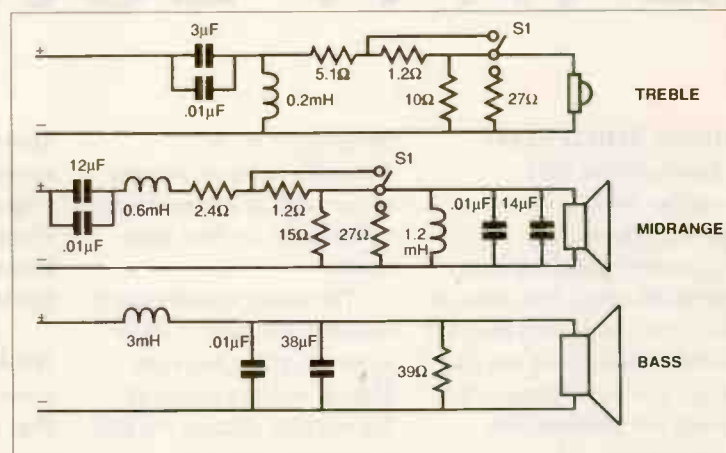 +
3µF
.01µF
0.2mH
5.1Ω
1.2Ω
S1
10Ω
27Ω
TREBLE
−
+
12µF
.01µF
0.6mH
2.4Ω
1.2Ω
S1
15Ω
27Ω
1.2
mH
.01µF
14µF
MIDRANGE
−
+
3mH
.01µF
38µF
39Ω
BASS
−